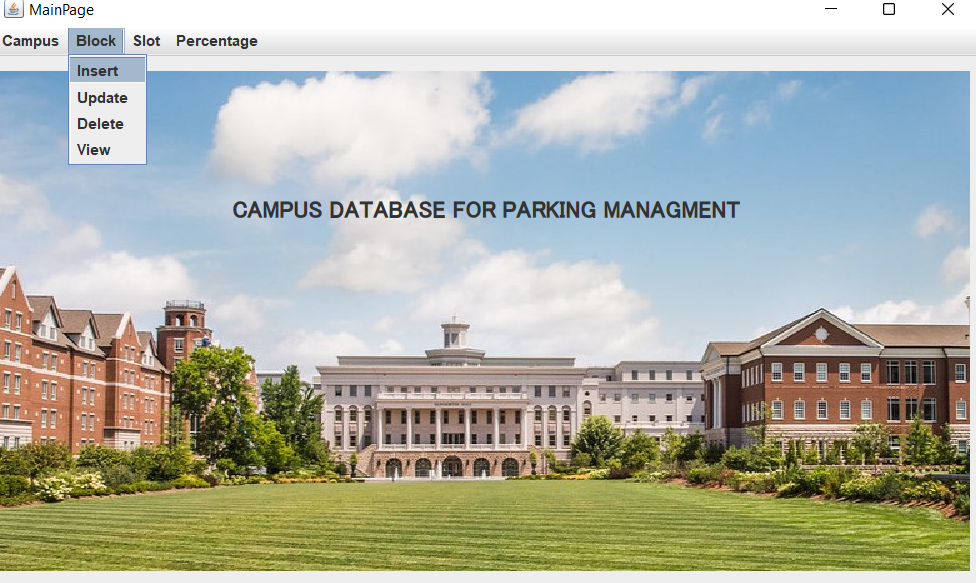 MainPage
Campus Block Slot Percentage
Insert
Update
Delete
View
CAMPUS DATABASE FOR PARKING MANAGMENT